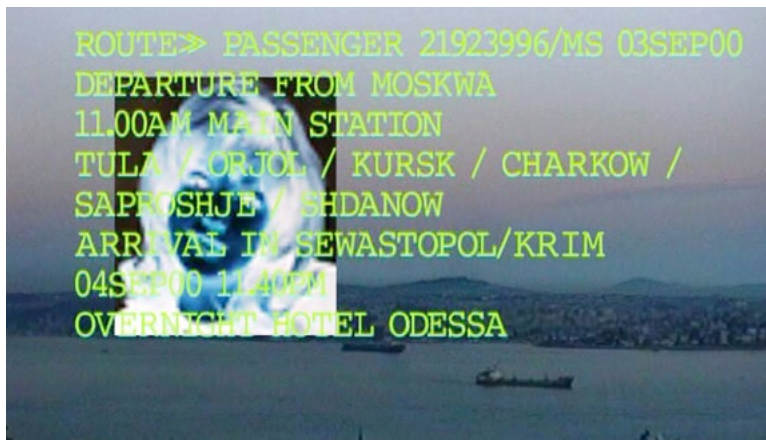 ROUTE≫ PASSENGER 21923996/MS 03SEP00
DEPARTURE FROM MOSKWA
11.00AM MAIN STATION
TULA / ORJOL / KURSK / CHARKOW /
SAPROSHJE / SHDANOW
ARRIVAL IN SEWASTOPOL/KRIM
04SEP00 11.40PM
OVERNIGHT HOTEL ODESSA